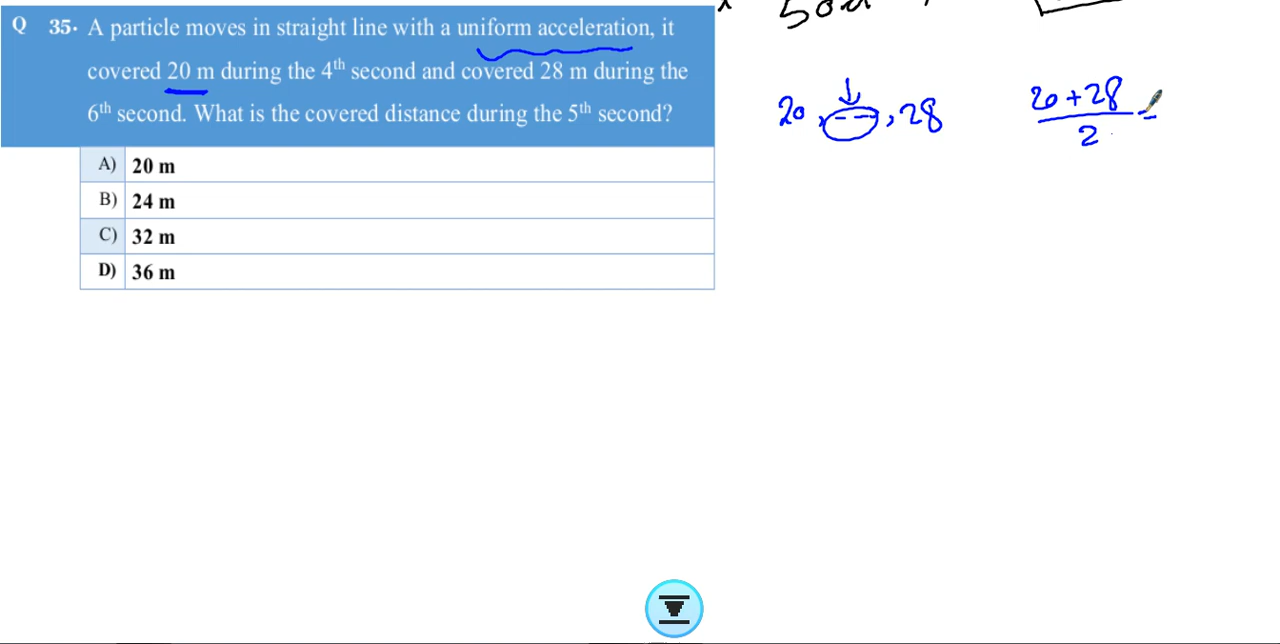 50
Q 35. A particle moves in straight line with a uniform acceleration, it
covered 20 m during the 4th second and covered 28 m during the
6th second. What is the covered distance during the 5th second?
20, -- , 28
20+28
2
=
A) 20 m
B) 24 m
C) 32 m
D) 36 m